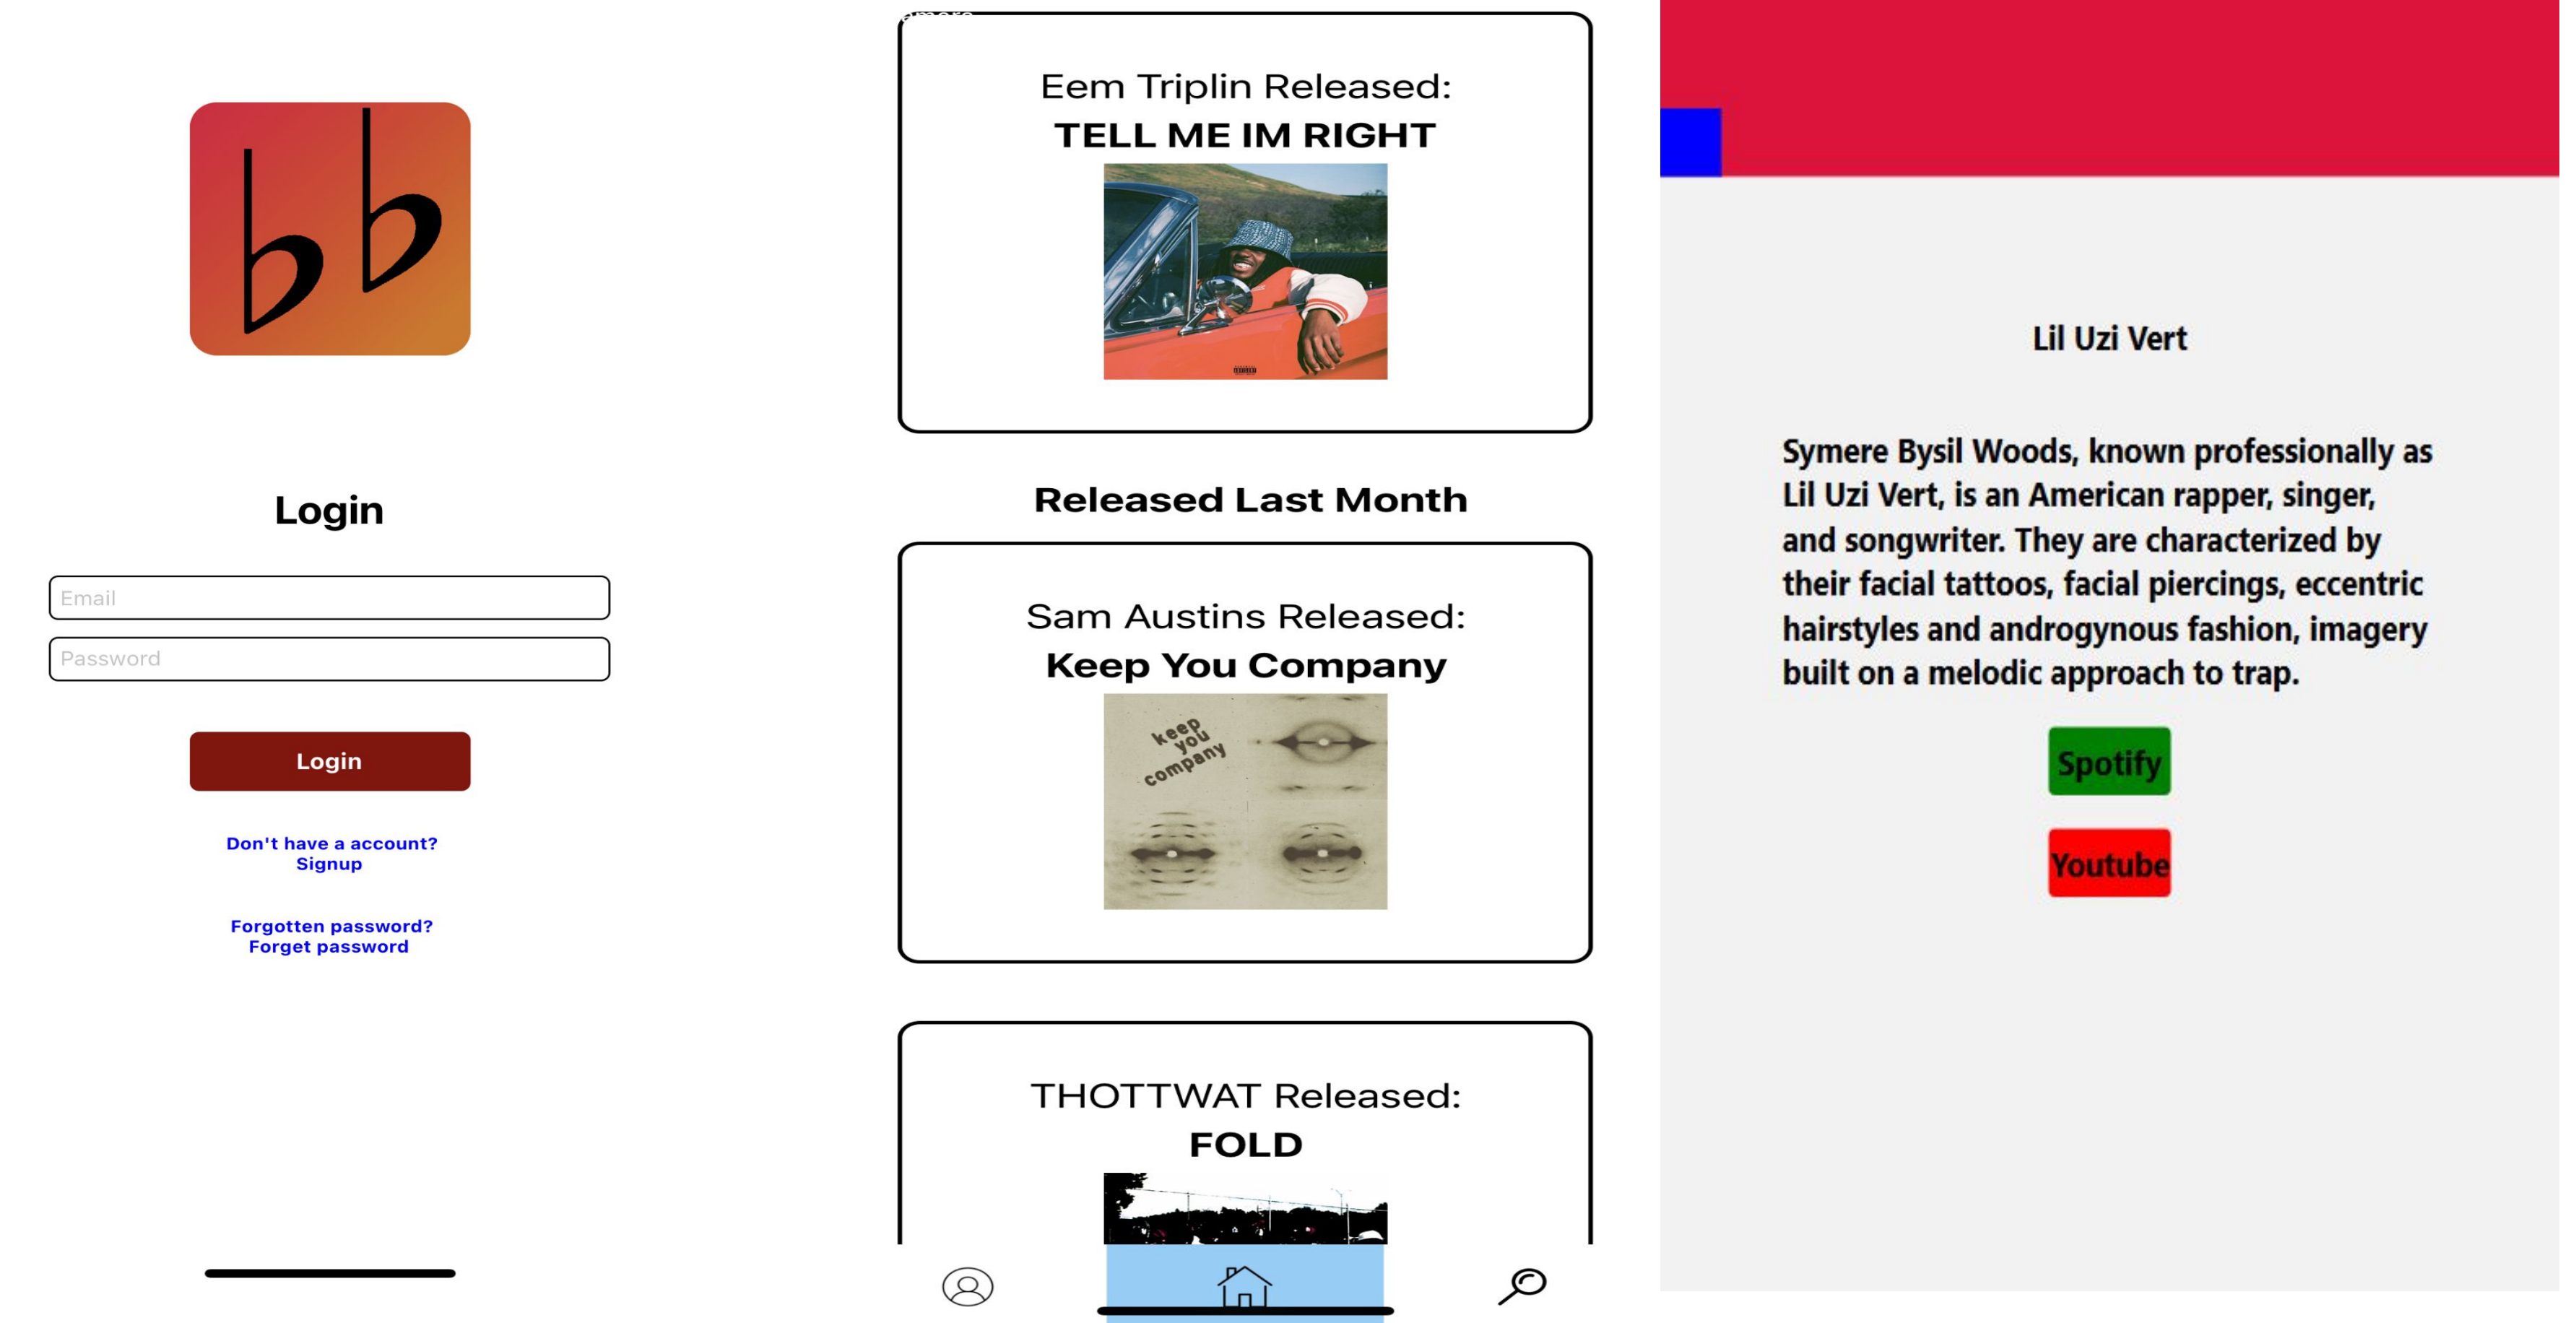 Login
Email
Password
Login
Don't have a account?
Signup
Forgotten password?
Forget password
Eem Triplin Released:
TELL ME IM RIGHT
Released Last Month
Sam Austins Released:
Keep You Company
keep
you
company
THOTTWAT Released:
FOLD
Lil Uzi Vert
Symere Bysil Woods, known professionally as
Lil Uzi Vert, is an American rapper, singer,
and songwriter. They are characterized by
their facial tattoos, facial piercings, eccentric
hairstyles and androgynous fashion, imagery
built on a melodic approach to trap.
Spotify
Youtube